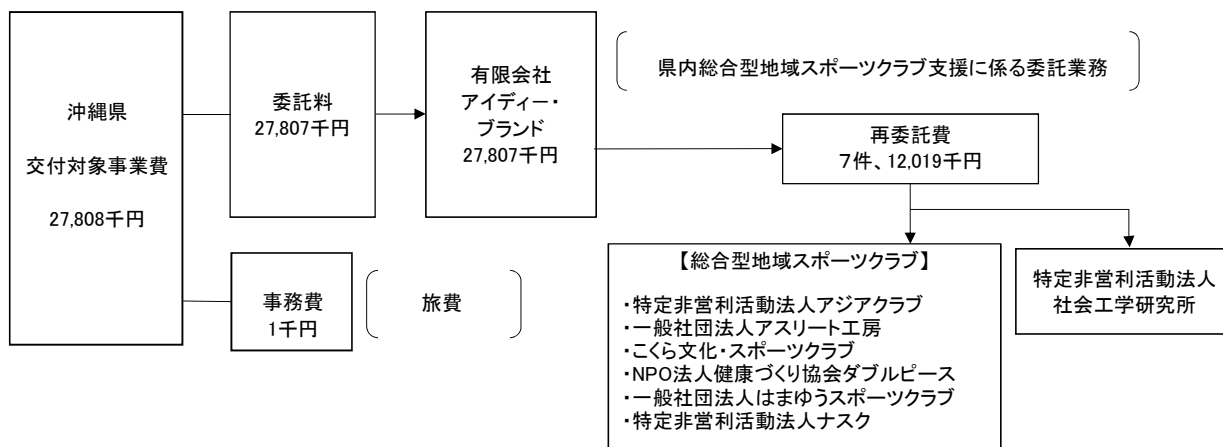 沖縄県
交付対象事業費
27,808千円
委託料
27,807千円
有限会社
アイディー・
ブランド
27,807千円
県内総合型地域スポーツクラブ支援に係る委託業務
再委託費
7件、12,019千円
事務費
1千円
旅費
【総合型地域スポーツクラブ】
・特定非営利活動法人アジアクラブ
・一般社団法人アスリート工房
・こくら文化・スポーツクラブ
・NPO法人健康づくり協会ダブルピース
・一般社団法人はまゆうスポーツクラブ
・特定非営利活動法人ナスク
特定非営利活動法人
社会工学研究所